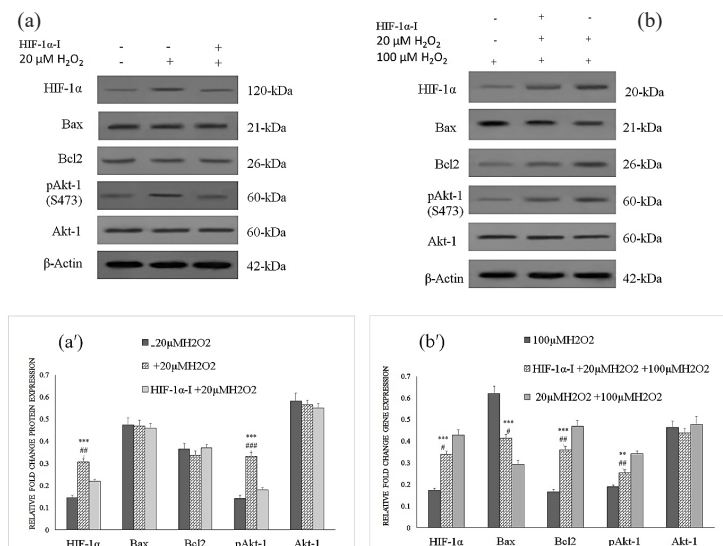 (a)
HIF-1α-I - - +
20 µM H2O2 - + +
HIF-1α 120-kDa
Bax 21-kDa
Bcl2 26-kDa
pAkt-1
(S473) 60-kDa
Akt-1 60-kDa
β-Actin 42-kDa
(b)
HIF-1α-I - + -
20 µM H2O2 - + +
100 µM H2O2 + + +
HIF-1α 20-kDa
Bax 21-kDa
Bcl2 26-kDa
pAkt-1
(S473) 60-kDa
Akt-1 60-kDa
β-Actin 42-kDa
(a′)
-20µMH2O2
+20µMH2O2
HIF-1α-I +20µMH2O2
RELATIVE FOLD CHANGE PROTEIN EXPRESSION
0.7
0.6
0.5
0.4
0.3
0.2
0.1
0
***
##
***
###
HIF-1α Bax Bcl2 pAkt-1 Akt-1
(b′)
100µMH2O2
HIF-1α-I +20µMH2O2 +100µMH2O2
20µMH2O2 +100µMH2O2
RELATIVE FOLD CHANGE GENE EXPRESSION
0.7
0.6
0.5
0.4
0.3
0.2
0.1
0
***
#
***
#
***
##
**
##
HIF-1α Bax Bcl2 pAkt-1 Akt-1